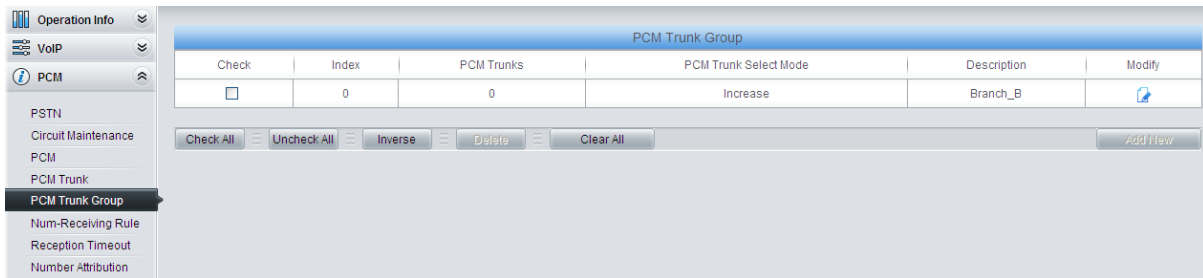 Operation Info
VoIP
PCM
PSTN
Circuit Maintenance
PCM
PCM Trunk
PCM Trunk Group
Num-Receiving Rule
Reception Timeout
Number Attribution
PCM Trunk Group
Check Index PCM Trunks PCM Trunk Select Mode Description Modify
0 0 Increase Branch_B
Check All Uncheck All Inverse Delete Clear All Add New